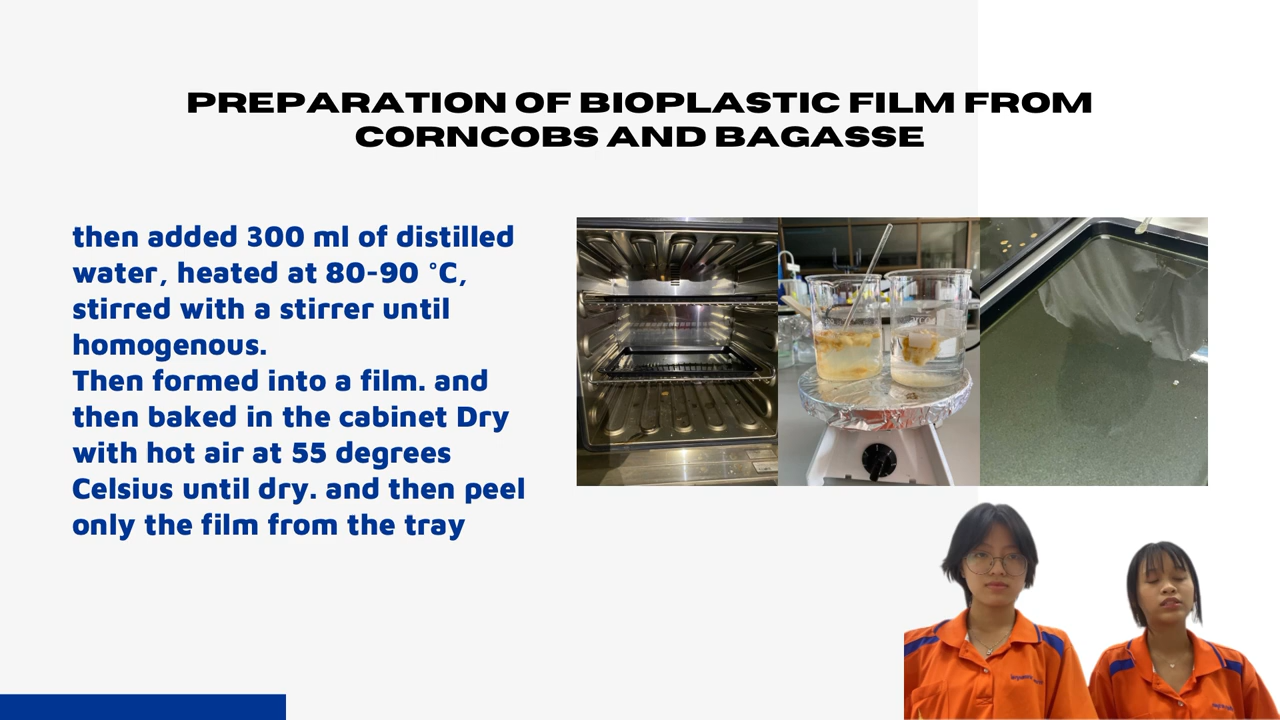 PREPARATION OF BIOPLASTIC FILM FROM
CORNCOBS AND BAGASSE
then added 300 ml of distilled
water, heated at 80-90 °C,
stirred with a stirrer until
homogenous.
Then formed into a film. and
then baked in the cabinet Dry
with hot air at 55 degrees
Celsius until dry. and then peel
only the film from the tray